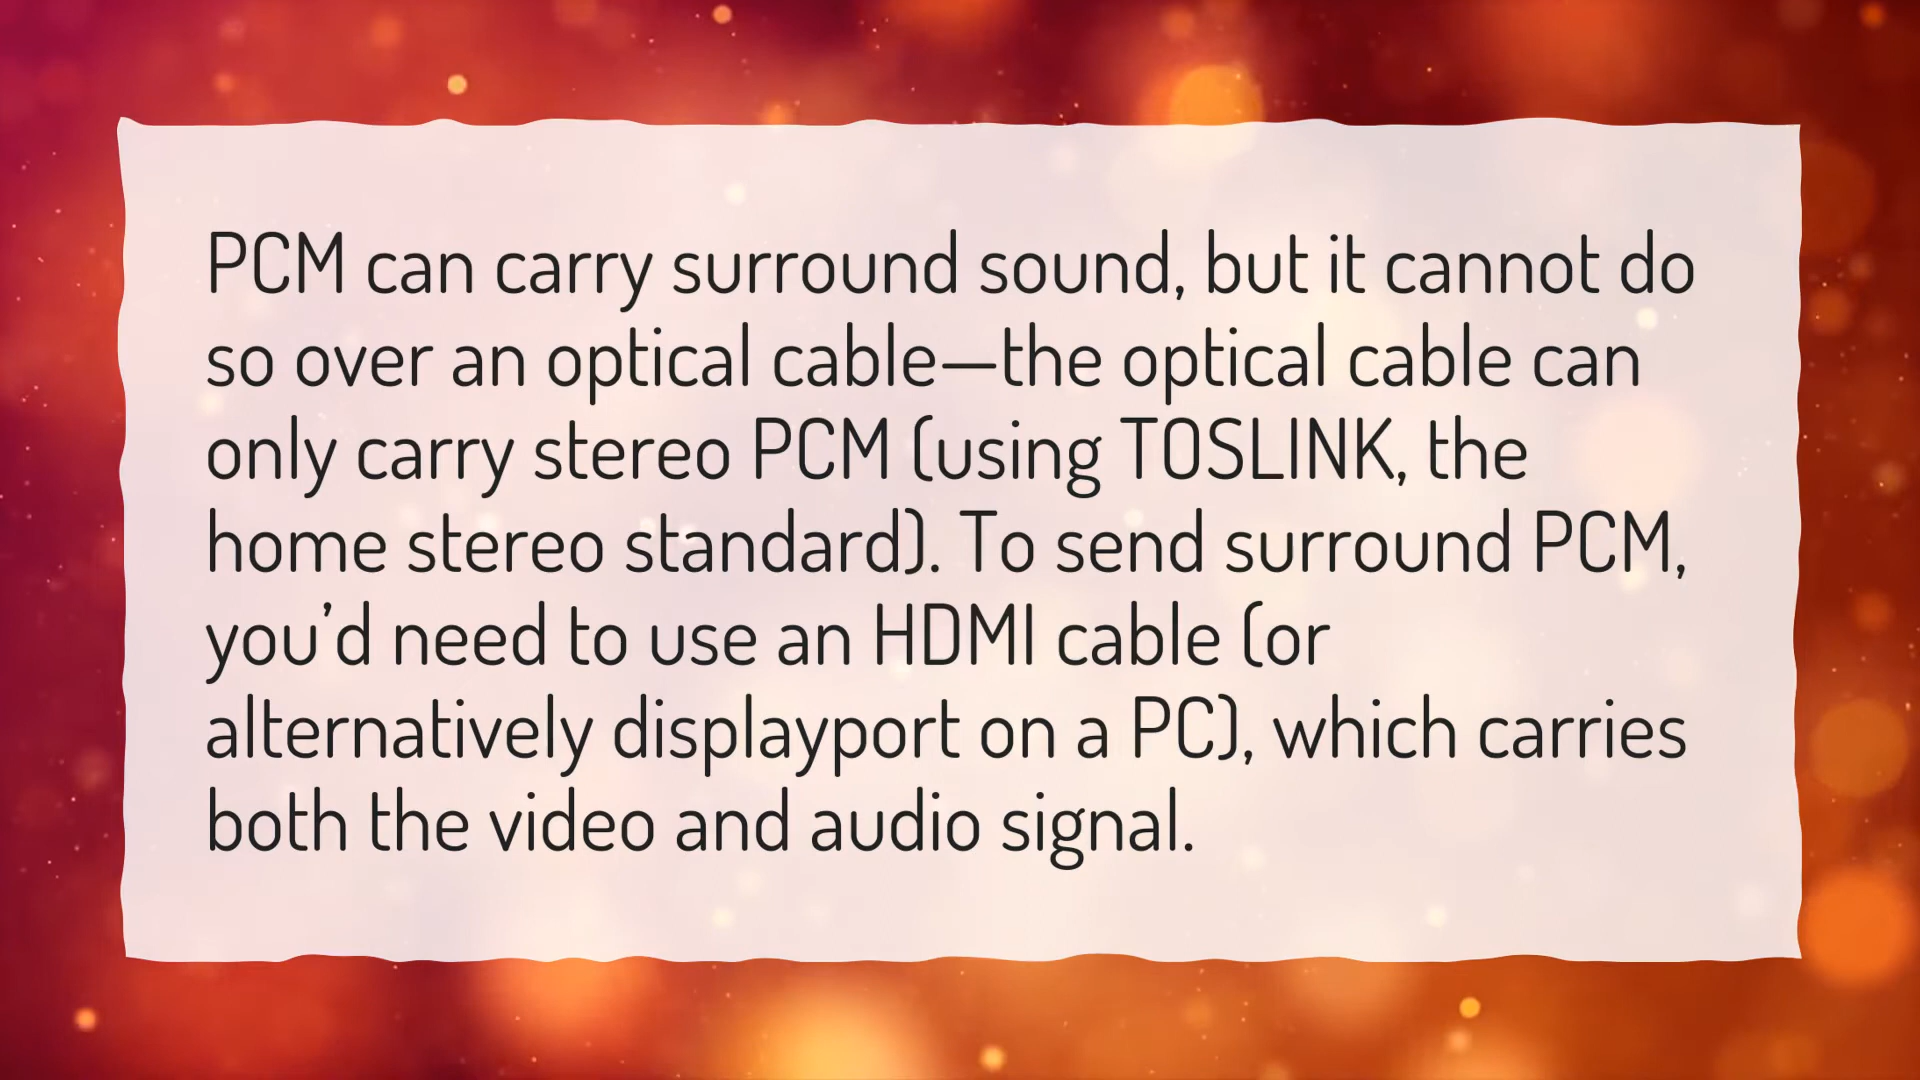 PCM can carry surround sound, but it cannot do
so over an optical cable—the optical cable can
only carry stereo PCM (using TOSLINK, the
home stereo standard). To send surround PCM,
you’d need to use an HDMI cable (or
alternatively displayport on a PC), which carries
both the video and audio signal.